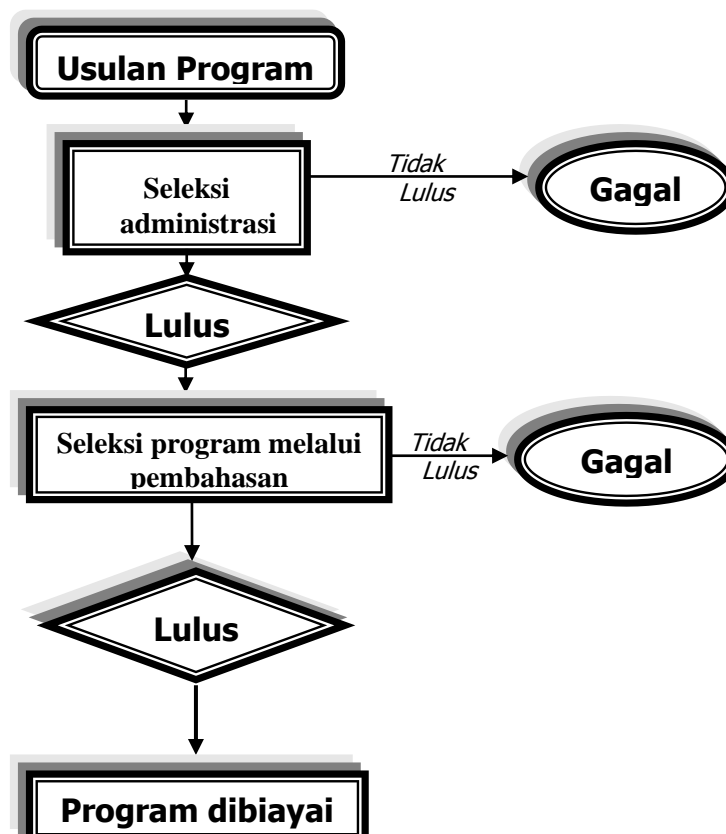 Usulan Program
Seleksi
administrasi
Tidak
Lulus
Gagal
Lulus
Seleksi program melalui
pembahasan
Tidak
Lulus
Gagal
Lulus
Program dibiayai